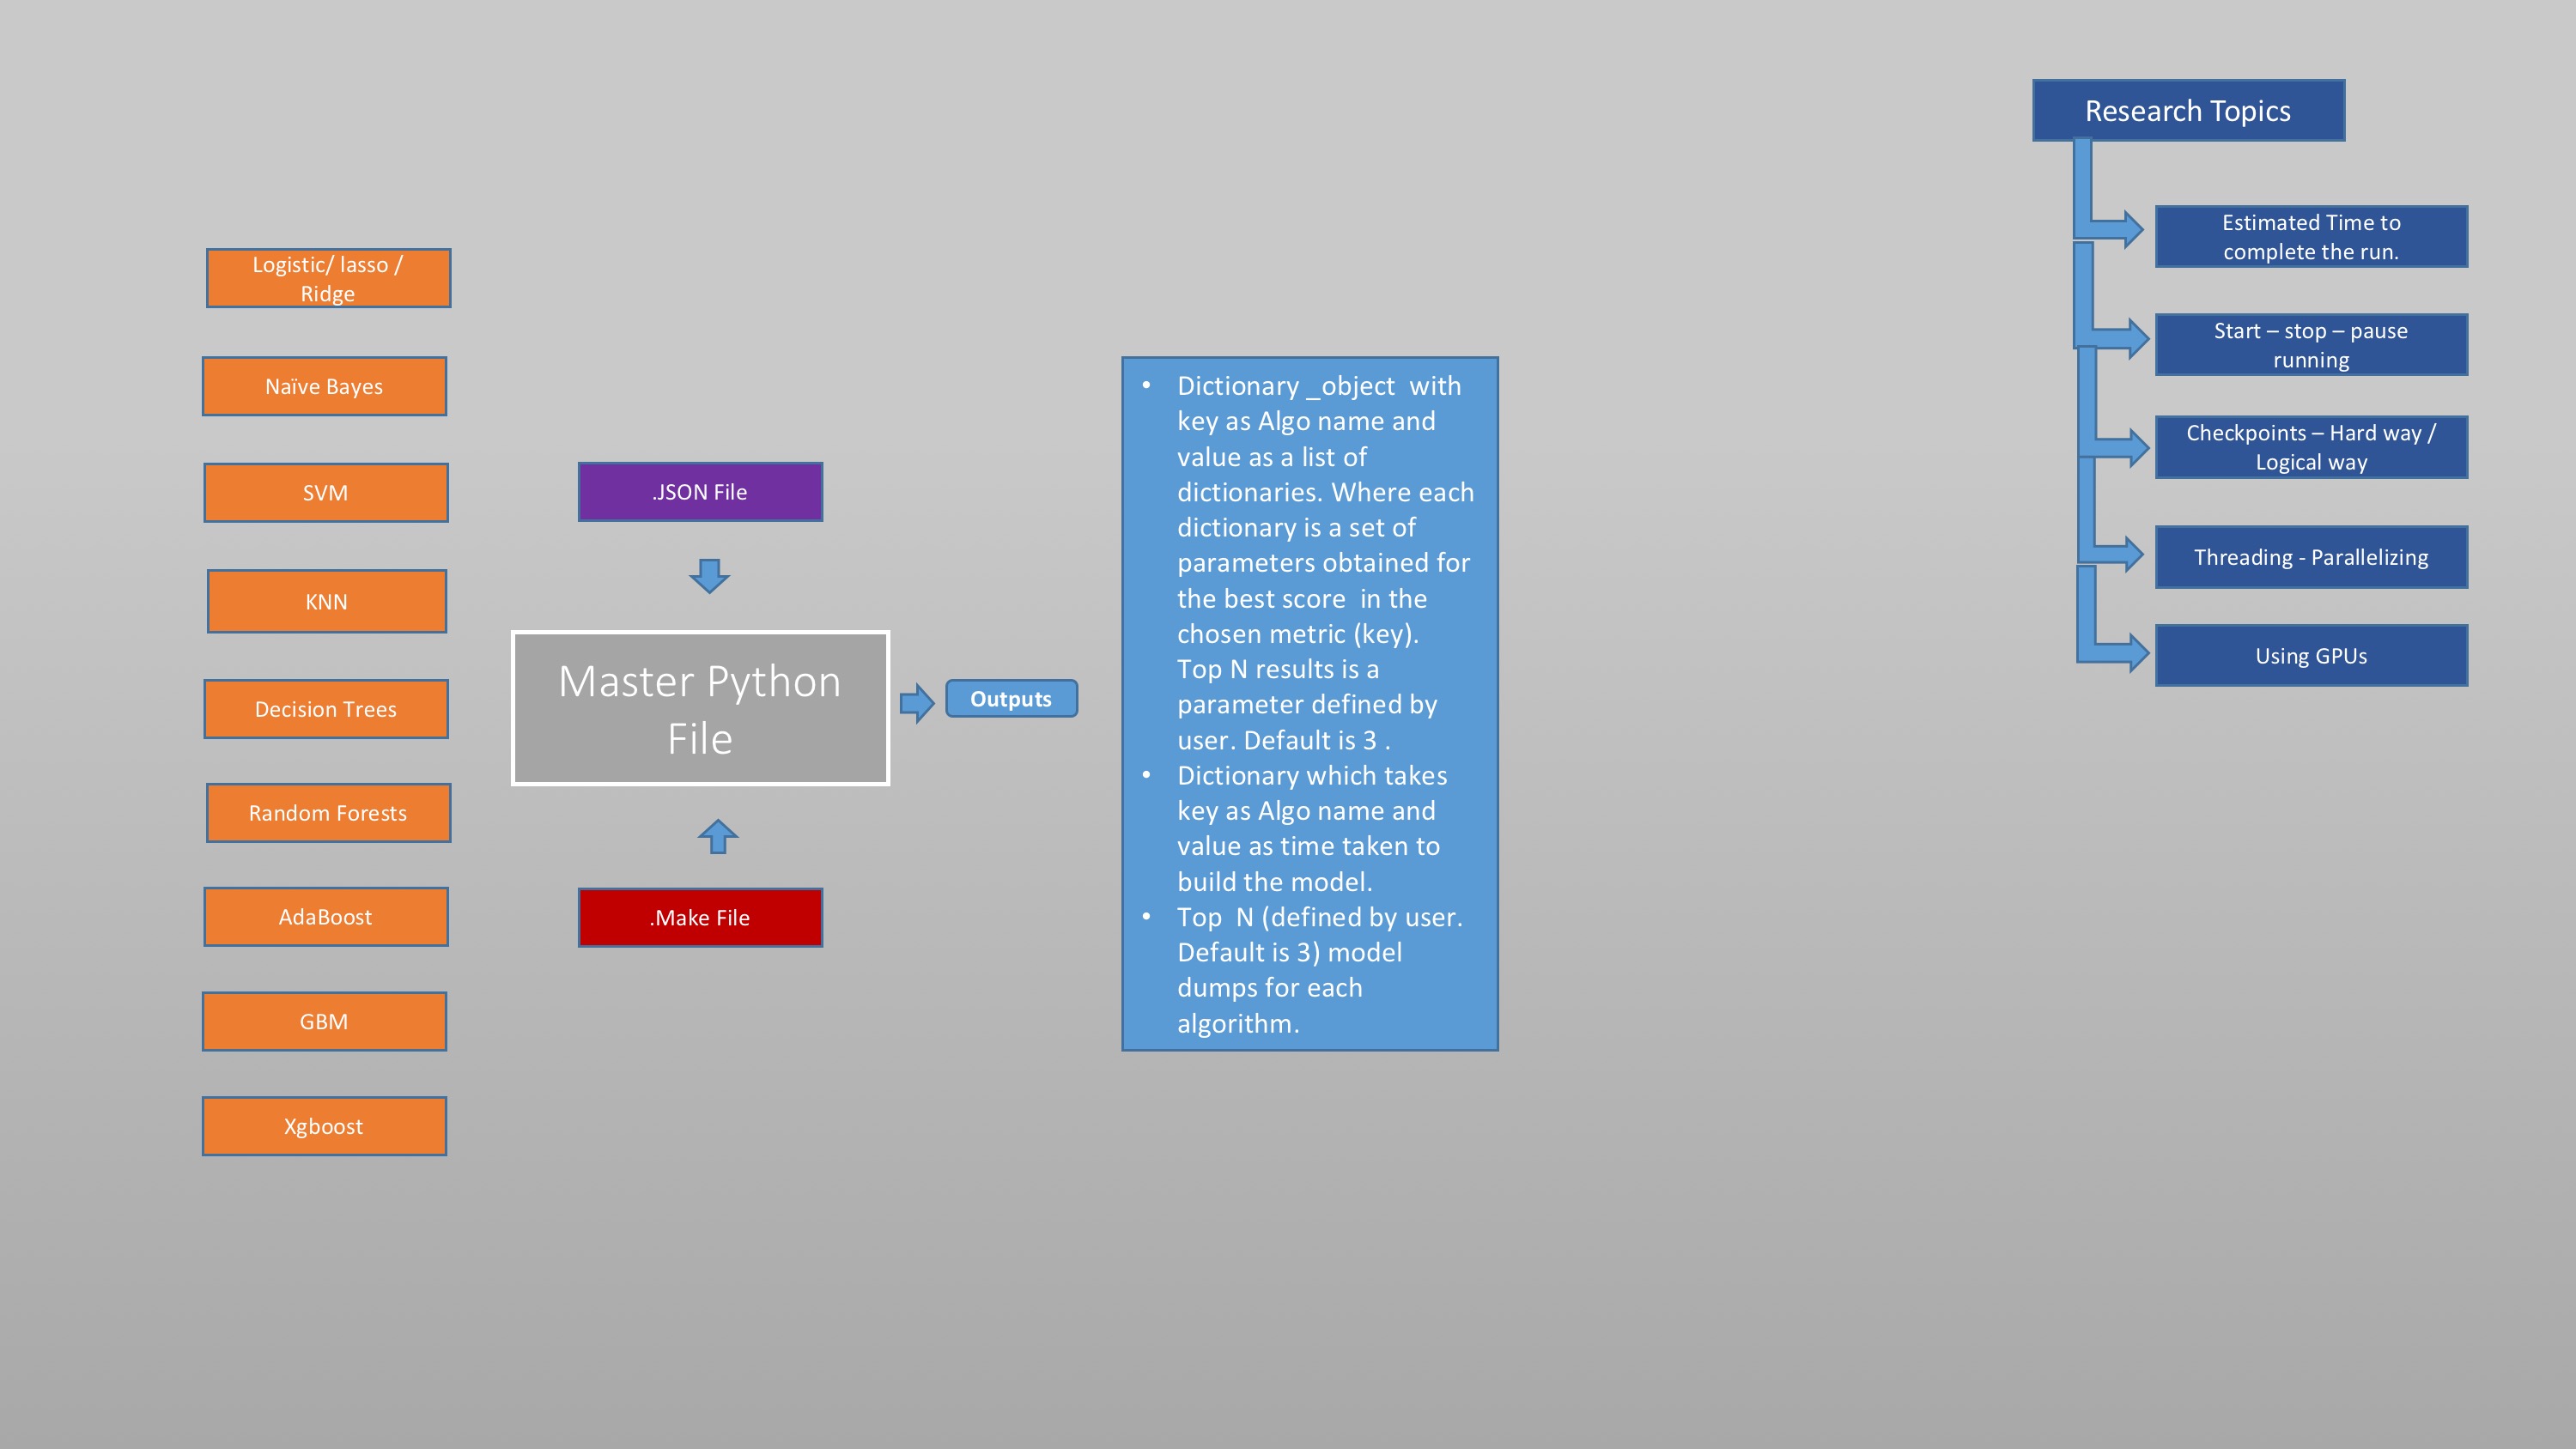 Logistic/ lasso /
Ridge
Naïve Bayes
SVM
KNN
Decision Trees
Random Forests
AdaBoost
GBM
Xgboost
.JSON File
Master Python
File
.Make File
Outputs
• Dictionary _object  with
key as Algo name and
value as a list of
dictionaries. Where each
dictionary is a set of
parameters obtained for
the best score  in the
chosen metric (key).
Top N results is a
parameter defined by
user. Default is 3 .
• Dictionary which takes
key as Algo name and
value as time taken to
build the model.
• Top  N (defined by user.
Default is 3) model
dumps for each
algorithm.
Research Topics
Estimated Time to
complete the run.
Start – stop – pause
running
Checkpoints – Hard way /
Logical way
Threading - Parallelizing
Using GPUs